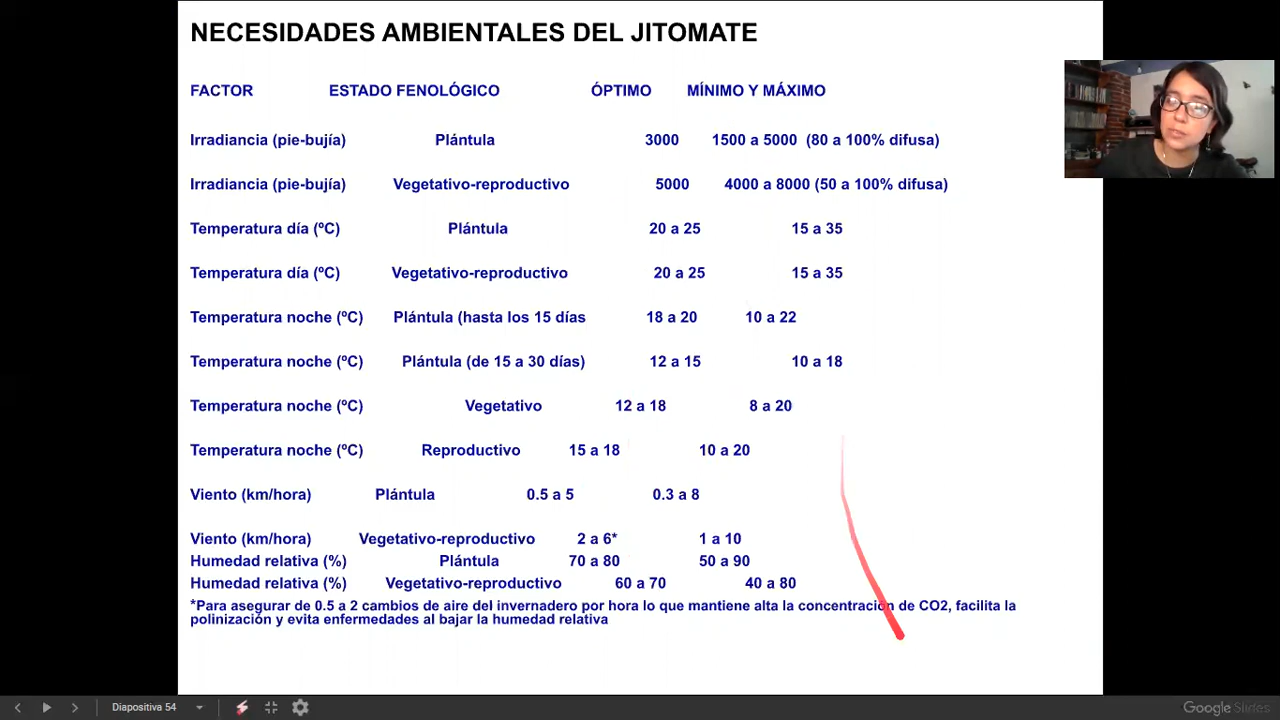 NECESIDADES AMBIENTALES DEL JITOMATE
FACTOR ESTADO FENOLÓGICO ÓPTIMO MÍNIMO Y MÁXIMO
Irradiancia (pie-bujía) Plántula 3000 1500 a 5000 (80 a 100% difusa)
Irradiancia (pie-bujía) Vegetativo-reproductivo 5000 4000 a 8000 (50 a 100% difusa)
Temperatura día (ºC) Plántula 20 a 25 15 a 35
Temperatura día (ºC) Vegetativo-reproductivo 20 a 25 15 a 35
Temperatura noche (ºC) Plántula (hasta los 15 días 18 a 20 10 a 22
Temperatura noche (ºC) Plántula (de 15 a 30 días) 12 a 15 10 a 18
Temperatura noche (ºC) Vegetativo 12 a 18 8 a 20
Temperatura noche (ºC) Reproductivo 15 a 18 10 a 20
Viento (km/hora) Plántula 0.5 a 5 0.3 a 8
Viento (km/hora) Vegetativo-reproductivo 2 a 6* 1 a 10
Humedad relativa (%) Plántula 70 a 80 50 a 90
Humedad relativa (%) Vegetativo-reproductivo 60 a 70 40 a 80
*Para asegurar de 0.5 a 2 cambios de aire del invernadero por hora lo que mantiene alta la concentración de CO2, facilita la
polinización y evita enfermedades al bajar la humedad relativa
Diapositiva 54
Google Slides